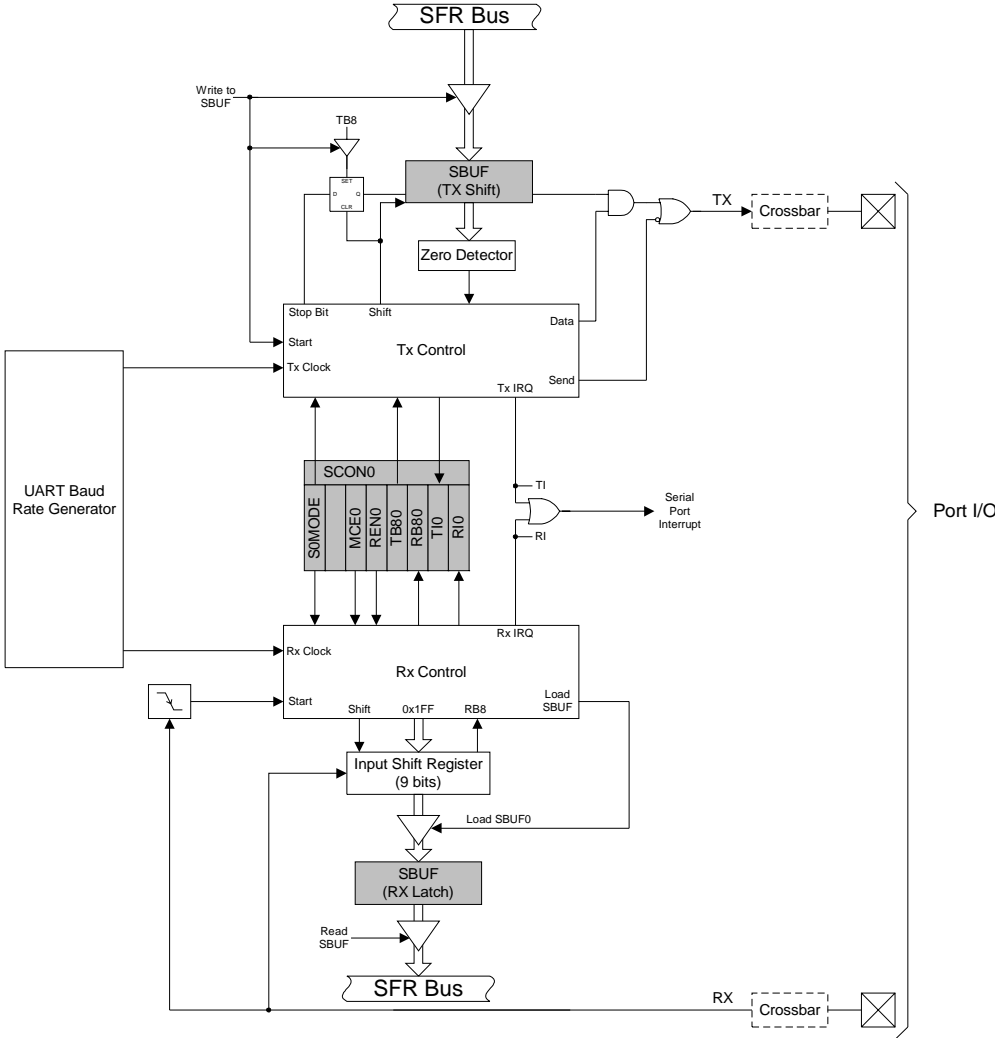 SFR Bus
Write to
SBUF
TB8
SET
D
Q
CLR
SBUF
(TX Shift)
TX
Crossbar
Zero Detector
Stop Bit
Shift
Data
Start
Tx Control
Tx Clock
Send
Tx IRQ
UART Baud
Rate Generator
SCON0
S0MODE
MCE0
REN0
TB80
RB80
TI0
RI0
TI
RI
Serial
Port
Interrupt
Port I/O
Rx IRQ
Rx Clock
Rx Control
Start
Load
SBUF
Shift
0x1FF
RB8
Input Shift Register
(9 bits)
Load SBUF0
SBUF
(RX Latch)
Read
SBUF
SFR Bus
RX
Crossbar